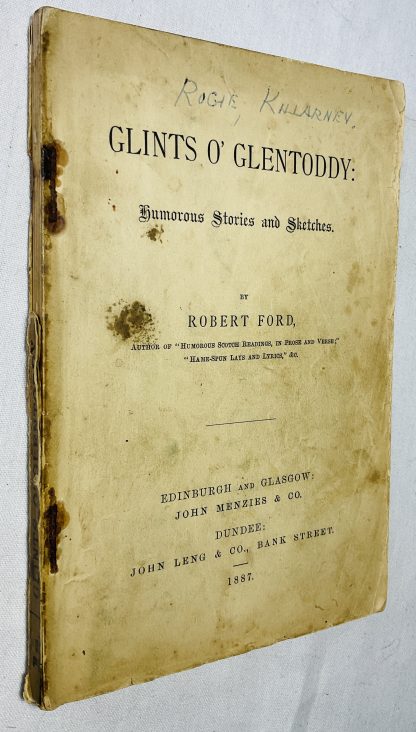 ROGIE, KILLARNEY.
GLINTS O' GLENTODDY:
Humorous Stories and Sketches.
BY
ROBERT FORD,
AUTHOR OF "HUMOROUS SCOTCH READINGS, IN PROSE AND VERSE;"
"HAME-SPUN LAYS AND LYRICS," &C.
EDINBURGH AND GLASGOW:
JOHN MENZIES & CO.
DUNDEE:
JOHN LENG & CO., BANK STREET.
1887.